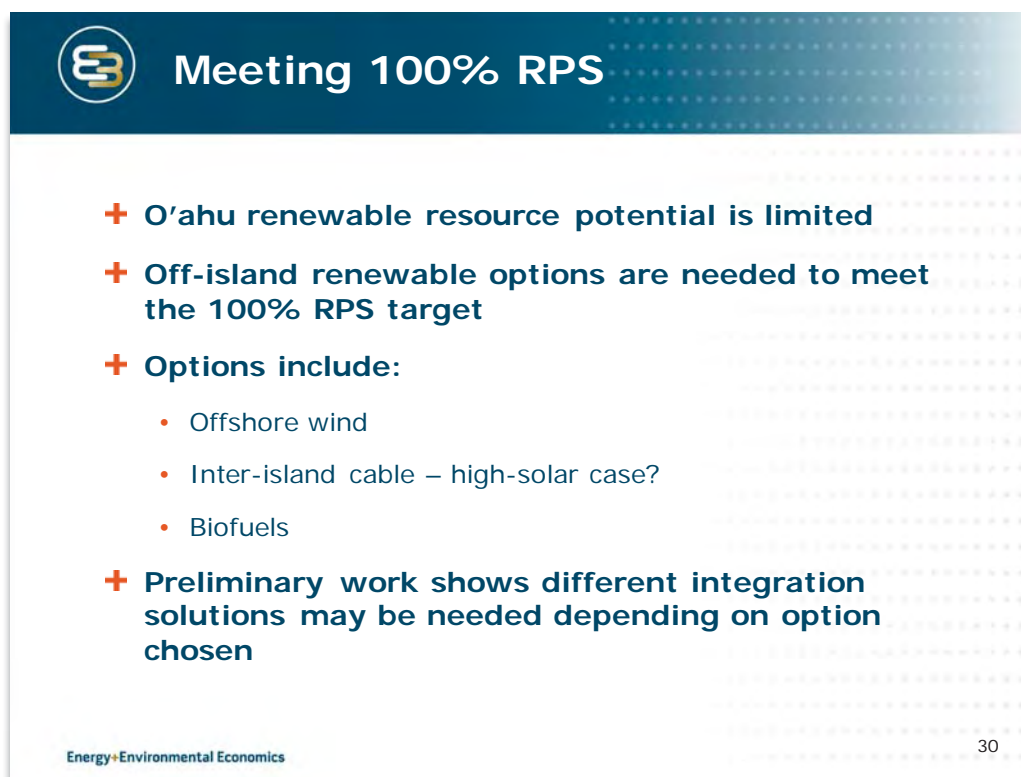 Meeting 100% RPS
+ O'ahu renewable resource potential is limited
+ Off-island renewable options are needed to meet
the 100% RPS target
+ Options include:
• Offshore wind
• Inter-island cable – high-solar case?
• Biofuels
+ Preliminary work shows different integration
solutions may be needed depending on option
chosen
Energy+Environmental Economics
30